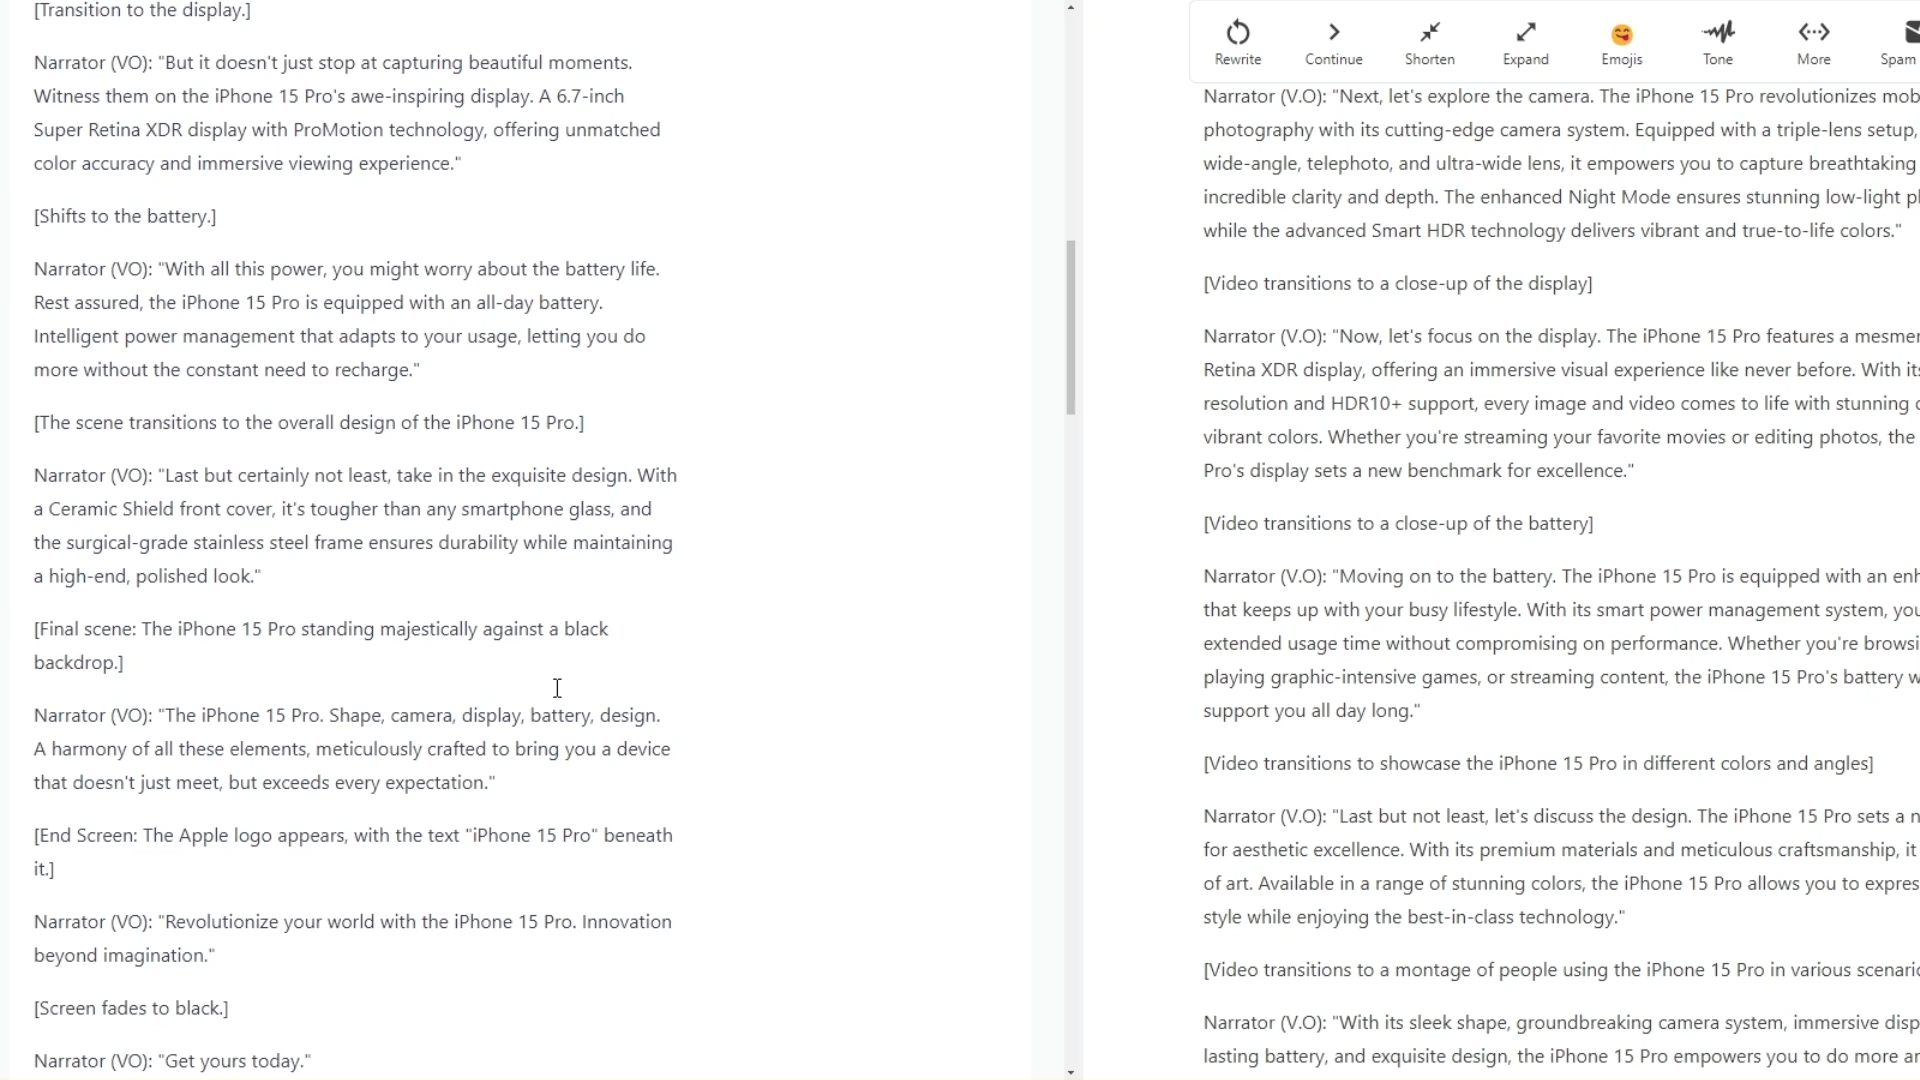 [Transition to the display.]
Narrator (VO): "But it doesn't just stop at capturing beautiful moments.
Witness them on the iPhone 15 Pro's awe-inspiring display. A 6.7-inch
Super Retina XDR display with ProMotion technology, offering unmatched
color accuracy and immersive viewing experience."
[Shifts to the battery.]
Narrator (VO): "With all this power, you might worry about the battery life.
Rest assured, the iPhone 15 Pro is equipped with an all-day battery.
Intelligent power management that adapts to your usage, letting you do
more without the constant need to recharge."
[The scene transitions to the overall design of the iPhone 15 Pro.]
Narrator (VO): "Last but certainly not least, take in the exquisite design. With
a Ceramic Shield front cover, it's tougher than any smartphone glass, and
the surgical-grade stainless steel frame ensures durability while maintaining
a high-end, polished look."
[Final scene: The iPhone 15 Pro standing majestically against a black
backdrop.]
Narrator (VO): "The iPhone 15 Pro. Shape, camera, display, battery, design.
A harmony of all these elements, meticulously crafted to bring you a device
that doesn't just meet, but exceeds every expectation."
[End Screen: The Apple logo appears, with the text "iPhone 15 Pro" beneath
it.]
Narrator (VO): "Revolutionize your world with the iPhone 15 Pro. Innovation
beyond imagination."
[Screen fades to black.]
Narrator (VO): "Get yours today."
Rewrite
Continue
Shorten
Expand
Emojis
Tone
More
Spam
Narrator (V.O): "Next, let's explore the camera. The iPhone 15 Pro revolutionizes
photography with its cutting-edge camera system. Equipped with a triple-lens setup,
wide-angle, telephoto, and ultra-wide lens, it empowers you to capture breathtaking
incredible clarity and depth. The enhanced Night Mode ensures stunning low-light
while the advanced Smart HDR technology delivers vibrant and true-to-life colors."
[Video transitions to a close-up of the display]
Narrator (V.O): "Now, let's focus on the display. The iPhone 15 Pro features a
Retina XDR display, offering an immersive visual experience like never before. With
resolution and HDR10+ support, every image and video comes to life with stunning
vibrant colors. Whether you're streaming your favorite movies or editing photos, the
Pro's display sets a new benchmark for excellence."
[Video transitions to a close-up of the battery]
Narrator (V.O): "Moving on to the battery. The iPhone 15 Pro is equipped with an
that keeps up with your busy lifestyle. With its smart power management system,
extended usage time without compromising on performance. Whether you're
playing graphic-intensive games, or streaming content, the iPhone 15 Pro's battery
support you all day long."
[Video transitions to showcase the iPhone 15 Pro in different colors and angles]
Narrator (V.O): "Last but not least, let's discuss the design. The iPhone 15 Pro sets a
for aesthetic excellence. With its premium materials and meticulous craftsmanship, it
of art. Available in a range of stunning colors, the iPhone 15 Pro allows you to
style while enjoying the best-in-class technology."
[Video transitions to a montage of people using the iPhone 15 Pro in various
Narrator (V.O): "With its sleek shape, groundbreaking camera system, immersive
lasting battery, and exquisite design, the iPhone 15 Pro empowers you to do more